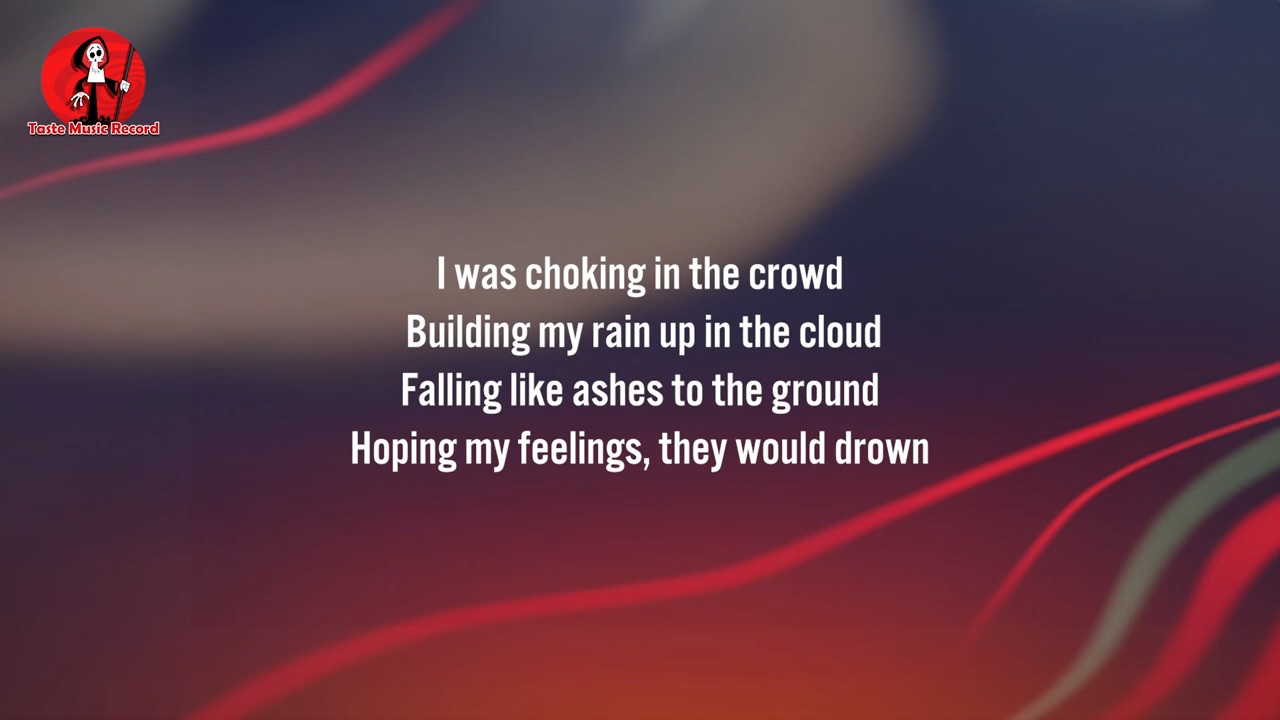 Taste Music Record
I was choking in the crowd
Building my rain up in the cloud
Falling like ashes to the ground
Hoping my feelings, they would drown